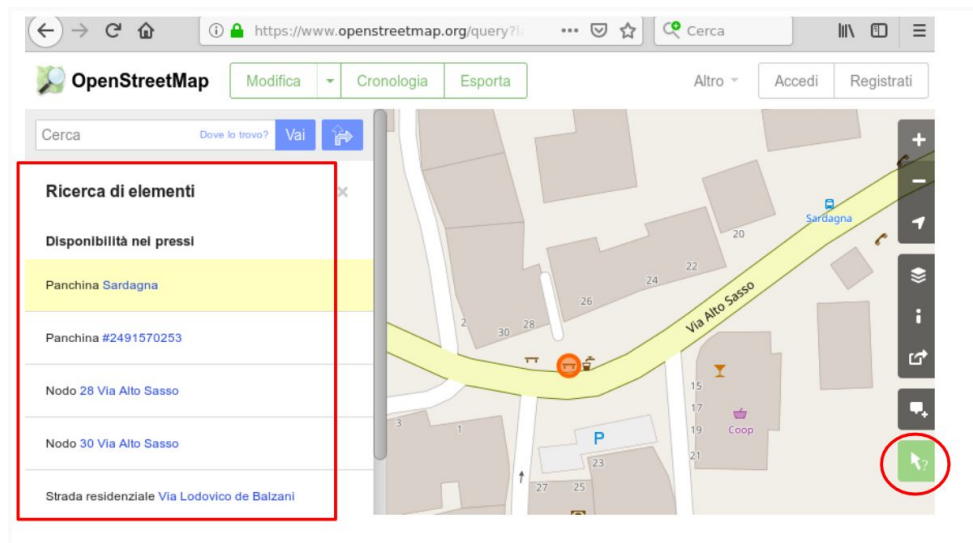 https://www.openstreetmap.org/query?l
Cerca
OpenStreetMap
Modifica
Cronologia
Esporta
Altro
Accedi
Registrati
Cerca
Dove lo trovo?
Vai
Ricerca di elementi
Disponibilità nei pressi
Panchina Sardagna
Panchina #2491570253
Nodo 28 Via Alto Sasso
Nodo 30 Via Alto Sasso
Strada residenziale Via Lodovico de Balzani
Sardagna
20
22
24
26
Via Alto Sasso
2
30
28
15
17
19
Coop
21
3
1
P
23
27
25
?